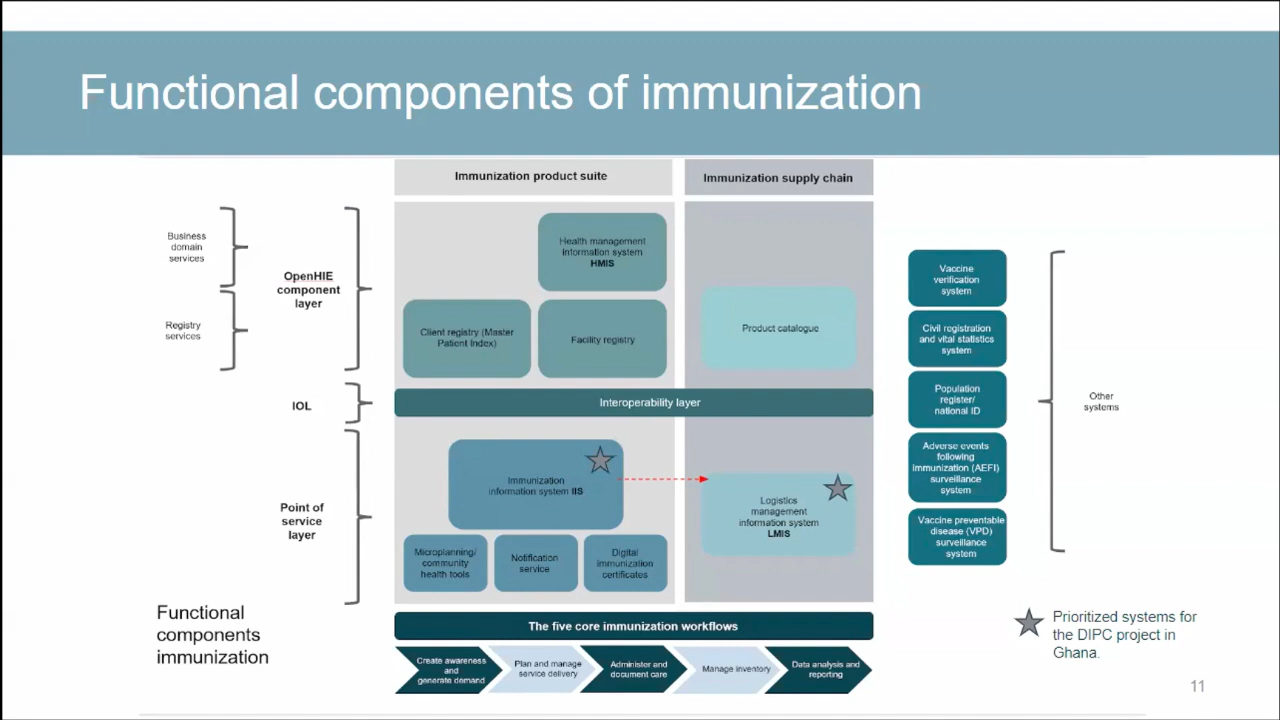 Functional components of immunization
Immunization product suite
Immunization supply chain
Business
domain
services
Registry
services
OpenHIE
component
layer
IOL
Point of
service
layer
Health management
information system
HMIS
Client registry (Master
Patient Index)
Facility registry
Product catalogue
Interoperability layer
Immunization
information system IIS
Logistics
management
information system
LMIS
Microplanning/
community
health tools
Notification
service
Digital
immunization
certificates
Vaccine
verification
system
Civil registration
and vital statistics
system
Population
register/
national ID
Adverse events
following
immunization (AEFI)
surveillance
system
Vaccine preventable
disease (VPD)
surveillance
system
Other
systems
Functional
components
immunization
The five core immunization workflows
Create awareness
and
generate demand
Plan and manage
service delivery
Administer and
document care
Manage inventory
Data analysis and
reporting
Prioritized systems for
the DIPC project in
Ghana.
11